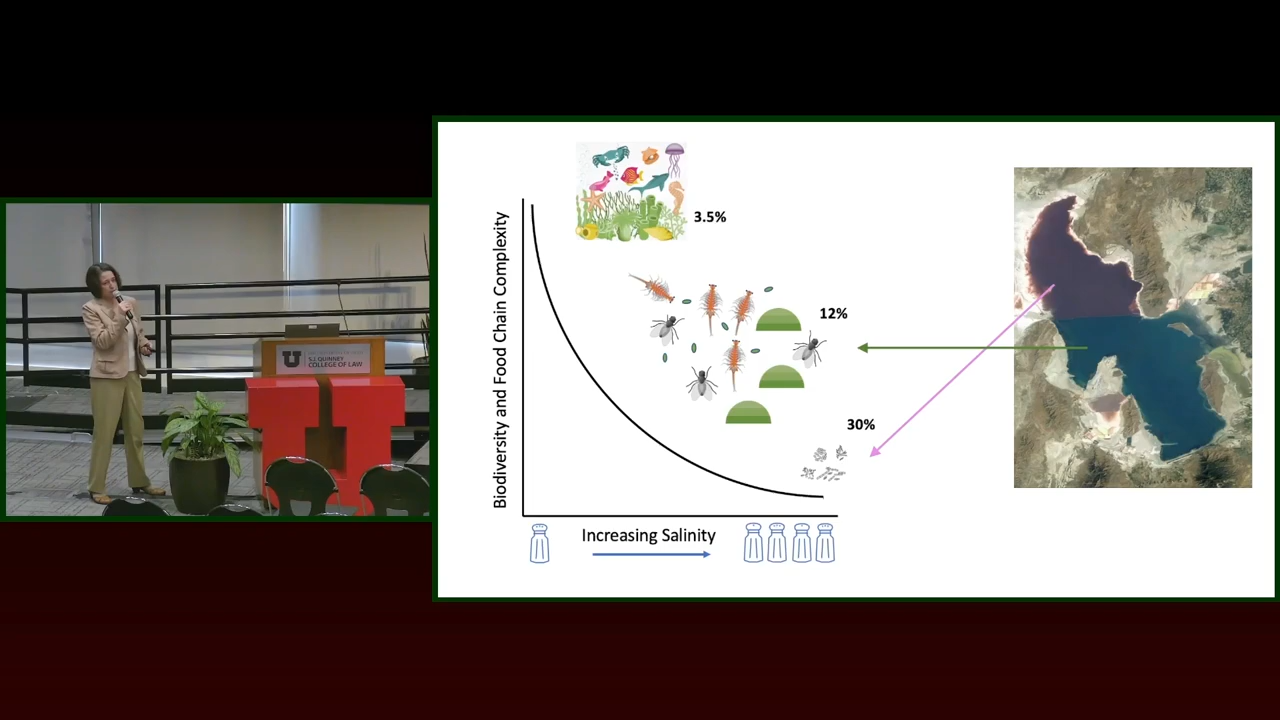 U
S.J. QUINNEY
COLLEGE OF LAW
3.5%
12%
30%
Biodiversity and Food Chain Complexity
Increasing Salinity